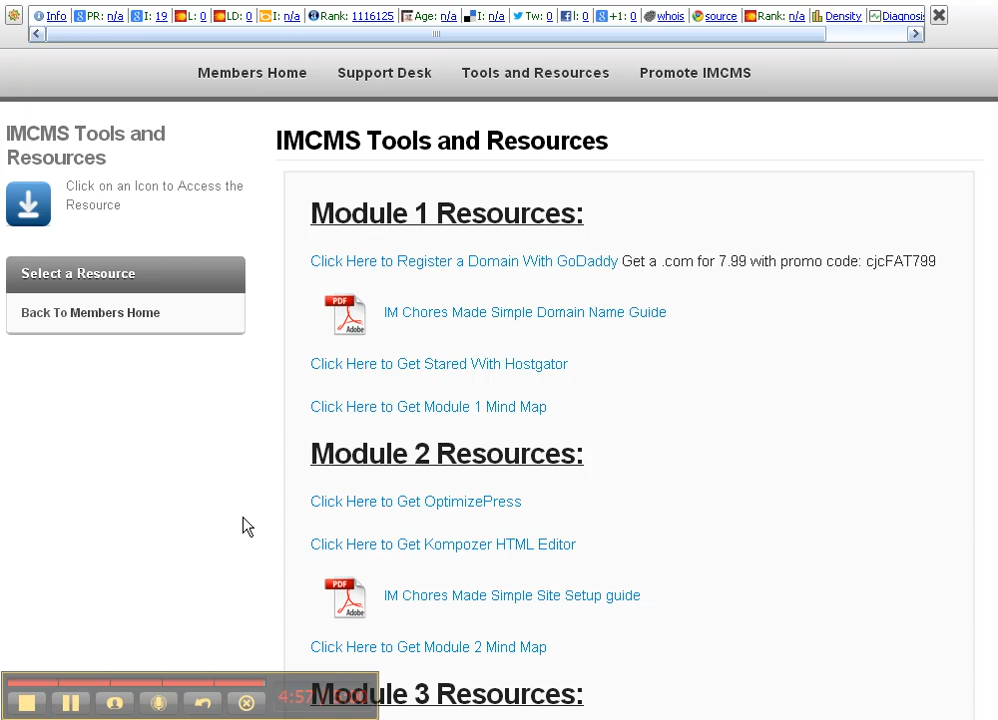 Info PR: n/a I: 19 L: 0 LD: 0 I: n/a Rank: 1116125 Age: n/a I: n/a Tw: 0 l: 0 +1: 0 whois source Rank: n/a Density Diagnosi
Members Home Support Desk Tools and Resources Promote IMCMS
IMCMS Tools and
Resources
Click on an Icon to Access the
Resource
Select a Resource
Back To Members Home
IMCMS Tools and Resources
Module 1 Resources:
Click Here to Register a Domain With GoDaddy Get a .com for 7.99 with promo code: cjcFAT799
PDF
Adobe
IM Chores Made Simple Domain Name Guide
Click Here to Get Stared With Hostgator
Click Here to Get Module 1 Mind Map
Module 2 Resources:
Click Here to Get OptimizePress
Click Here to Get Kompozer HTML Editor
PDF
Adobe
IM Chores Made Simple Site Setup guide
Click Here to Get Module 2 Mind Map
Module 3 Resources:
4:57